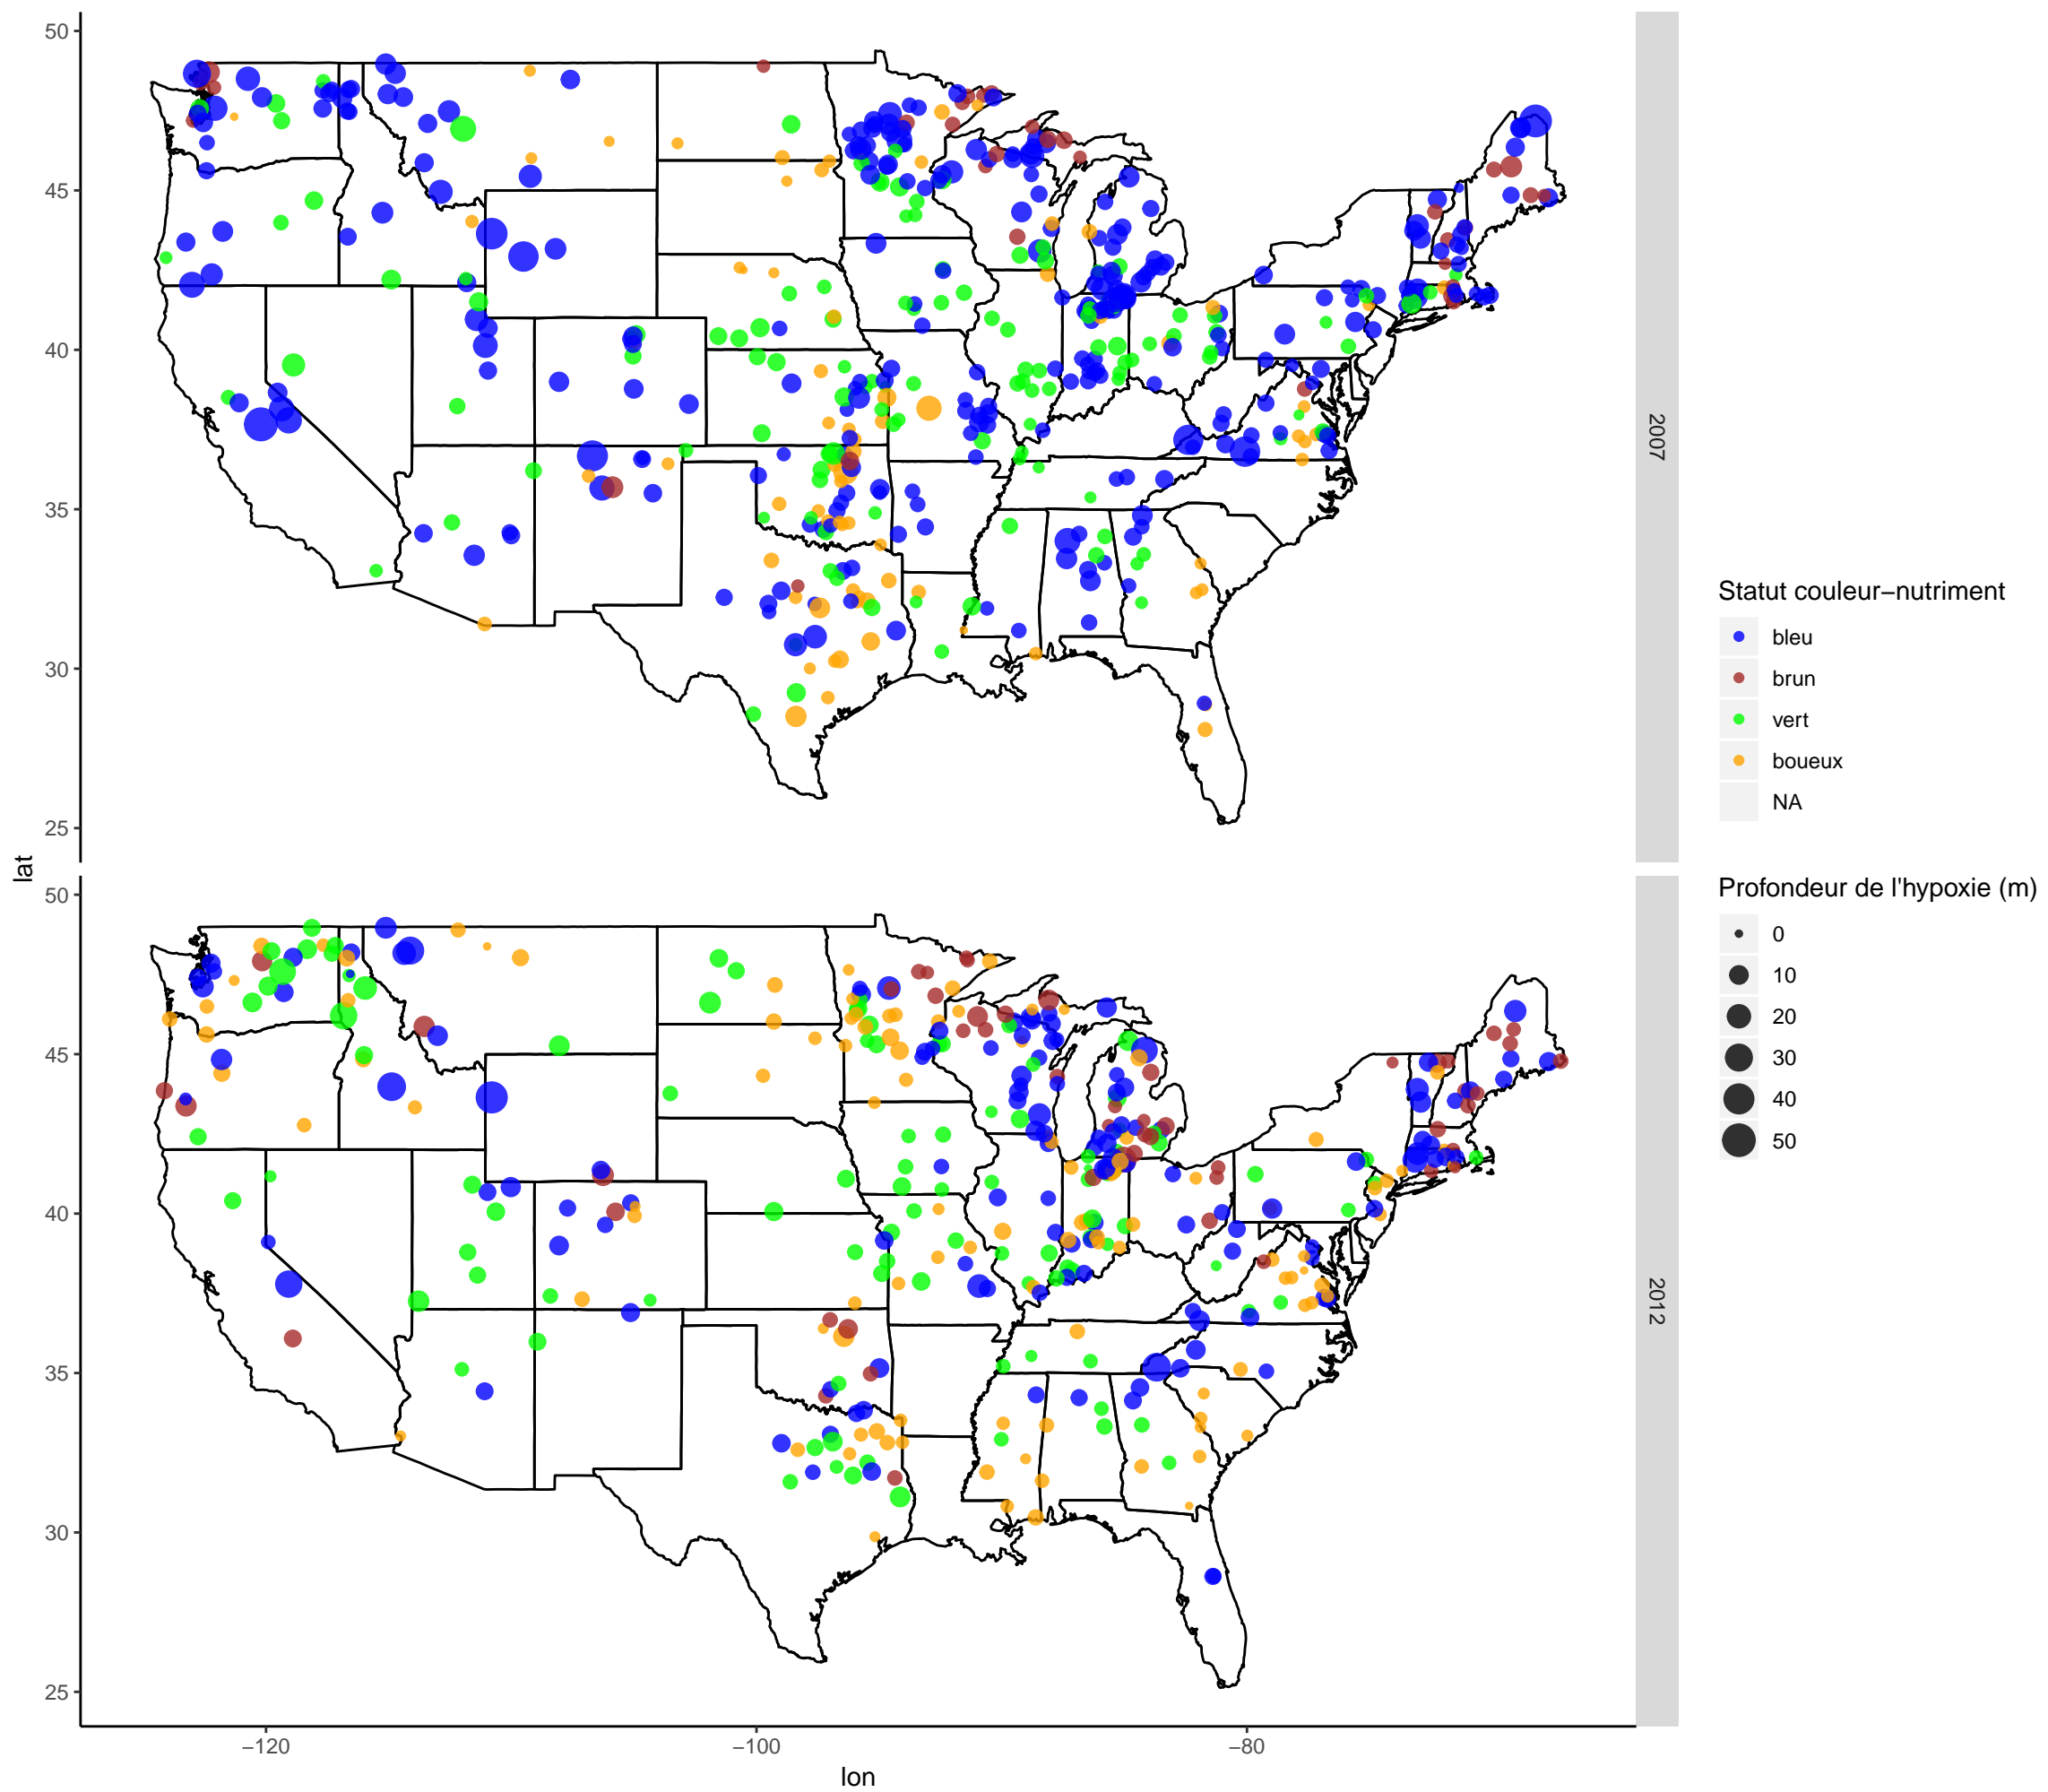 50
45
40
35
30
25
2007
lat
50
45
40
35
30
25
2012
−120
−100
−80
lon
Statut couleur−nutriment
bleu
brun
vert
boueux
NA
Profondeur de l'hypoxie (m)
0
10
20
30
40
50